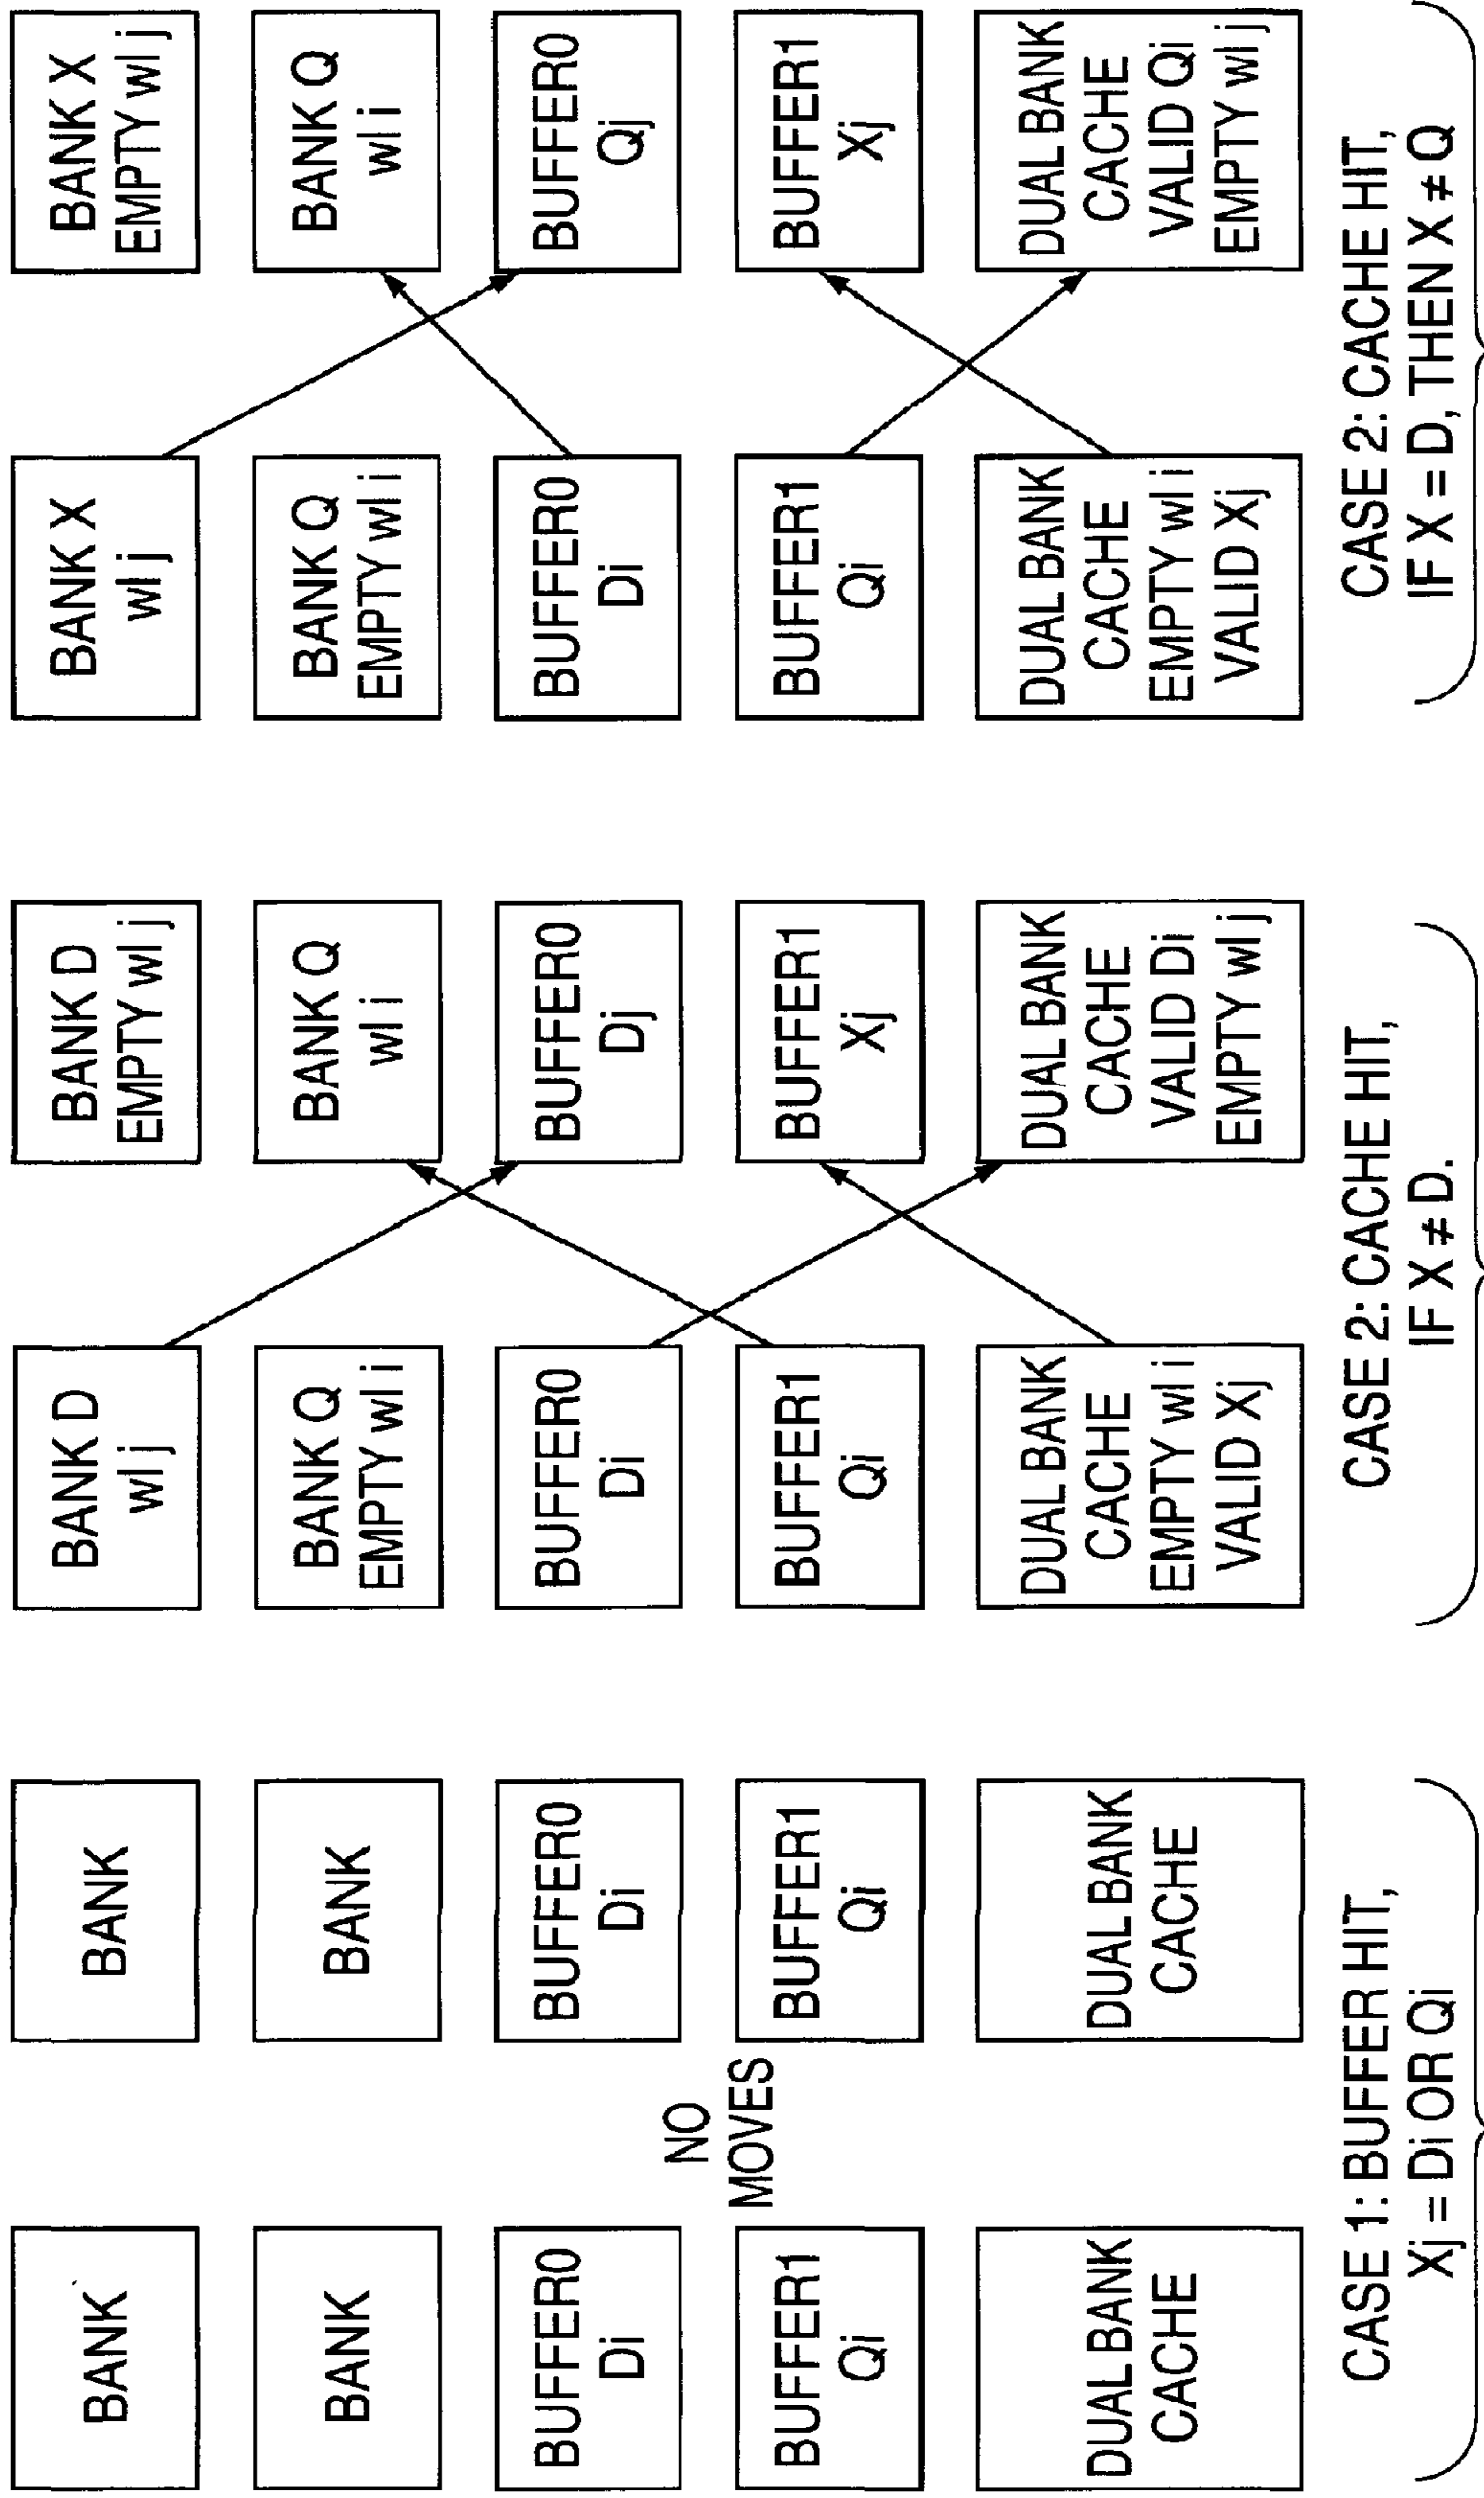 BANK
BANK
BUFFER0
Di
BUFFER1
Qi
DUAL BANK
CACHE
NO
MOVES
BANK
BANK
BUFFER0
Di
BUFFER1
Qi
DUAL BANK
CACHE
CASE 1: BUFFER HIT,
Xj = Di OR Qi
BANK D
wl j
BANK Q
EMPTY wl i
BUFFER0
Di
BUFFER1
Qi
DUAL BANK
CACHE
EMPTY wl i
VALID Xj
BANK D
EMPTY wl j
BANK Q
wl i
BUFFER0
Dj
BUFFER1
Xj
DUAL BANK
CACHE
VALID Di
EMPTY wl j
CASE 2: CACHE HIT,
IF X ≠ D.
BANK X
wl j
BANK Q
EMPTY wl i
BUFFER0
Di
BUFFER1
Qi
DUAL BANK
CACHE
EMPTY wl i
VALID Xj
BANK X
EMPTY wl j
BANK Q
wl i
BUFFER0
Qj
BUFFER1
Xj
DUAL BANK
CACHE
VALID Qi
EMPTY wl j
CASE 2: CACHE HIT,
IF X = D, THEN X ≠ Q